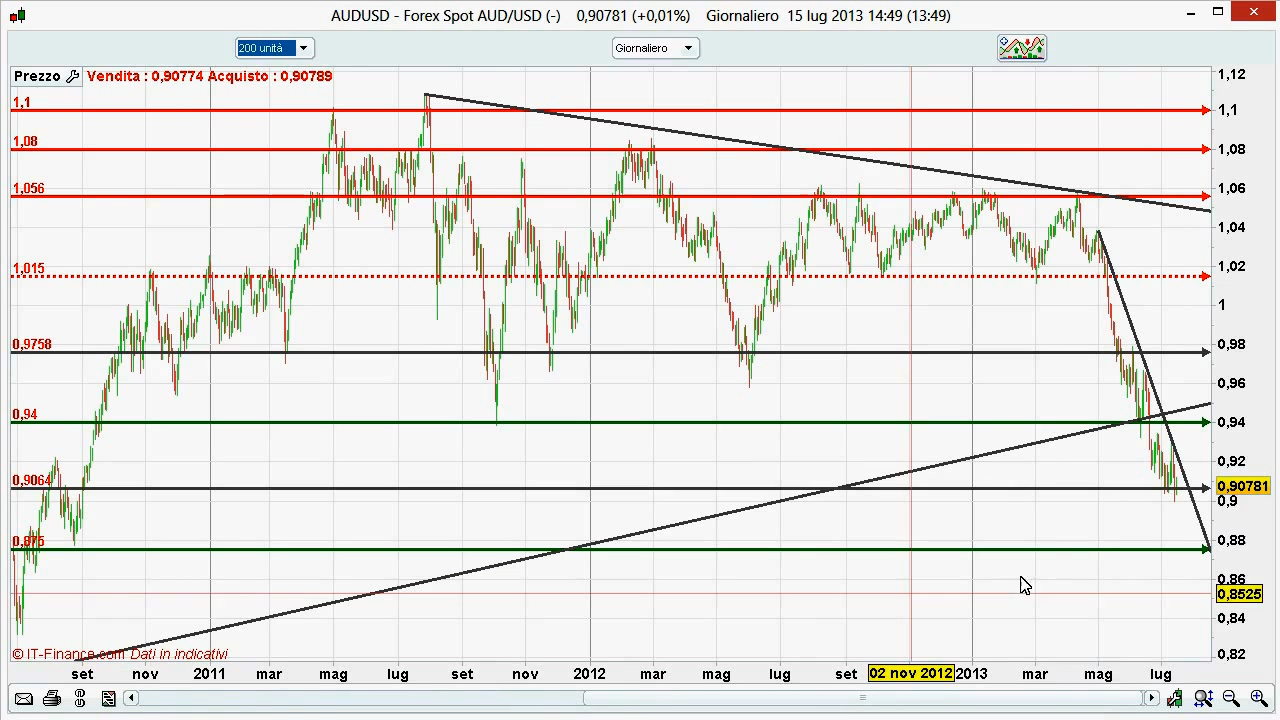 AUDUSD - Forex Spot AUD/USD (-) 0,90781 (+0,01%) Giornaliero 15 lug 2013 14:49 (13:49)
200 unità
Giornaliero
Prezzo Vendita : 0,90774 Acquisto : 0,90789
1,12
1,1 1,1
1,08 1,08
1,056 1,06
1,04
1,015 1,02
1
0,9758 0,98
0,96
0,94 0,94
0,92
0,9064 0,90781
0,9
0,875 0,88
0,86
0,8525
0,84
© IT-Finance.com Dati in indicativi 0,82
set nov 2011 mar mag lug set nov 2012 mar mag lug set 02 nov 2012 2013 mar mag lug